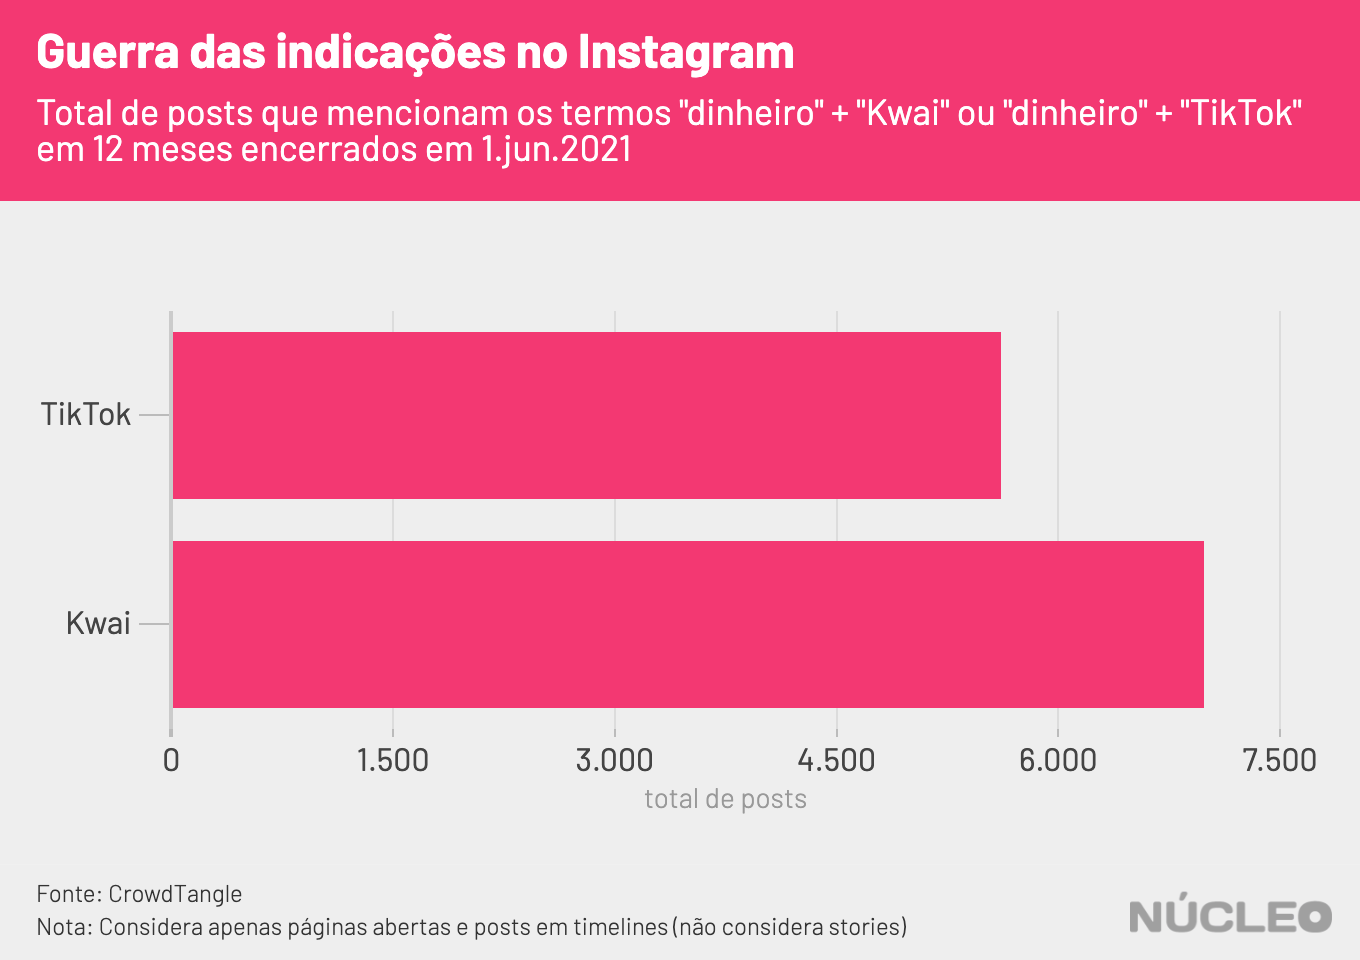 Guerra das indicações no Instagram
Total de posts que mencionam os termos "dinheiro" + "Kwai" ou "dinheiro" + "TikTok"
em 12 meses encerrados em 1.jun.2021
TikTok
Kwai
0 1.500 3.000 4.500 6.000 7.500
total de posts
Fonte: CrowdTangle
Nota: Considera apenas páginas abertas e posts em timelines (não considera stories)
NÚCLEO